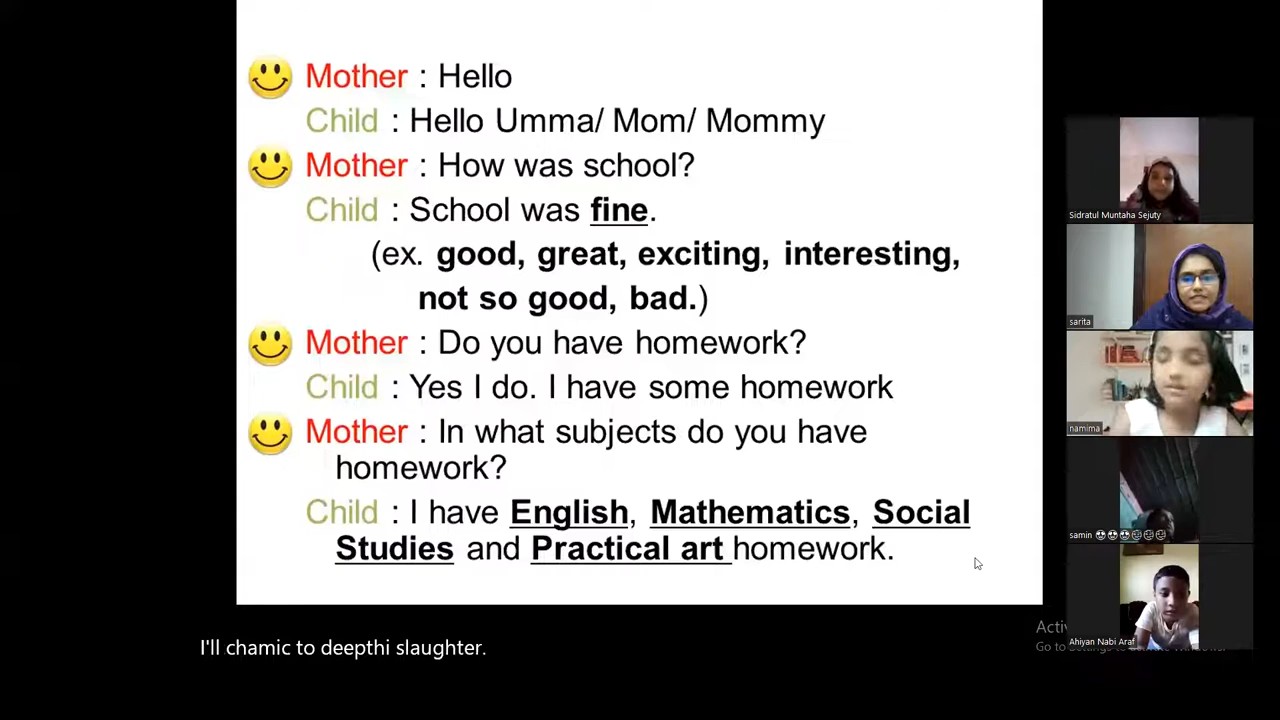 Mother : Hello
Child : Hello Umma/ Mom/ Mommy
Mother : How was school?
Child : School was fine.
(ex. good, great, exciting, interesting,
not so good, bad.)
Mother : Do you have homework?
Child : Yes I do. I have some homework
Mother : In what subjects do you have
homework?
Child : I have English, Mathematics, Social
Studies and Practical art homework.
I'll chamic to deepthi slaughter.
Sidratul Muntaha Sejuty
sarita
namima
samin
Ahiyan Nabi Araf
Go to Settings to